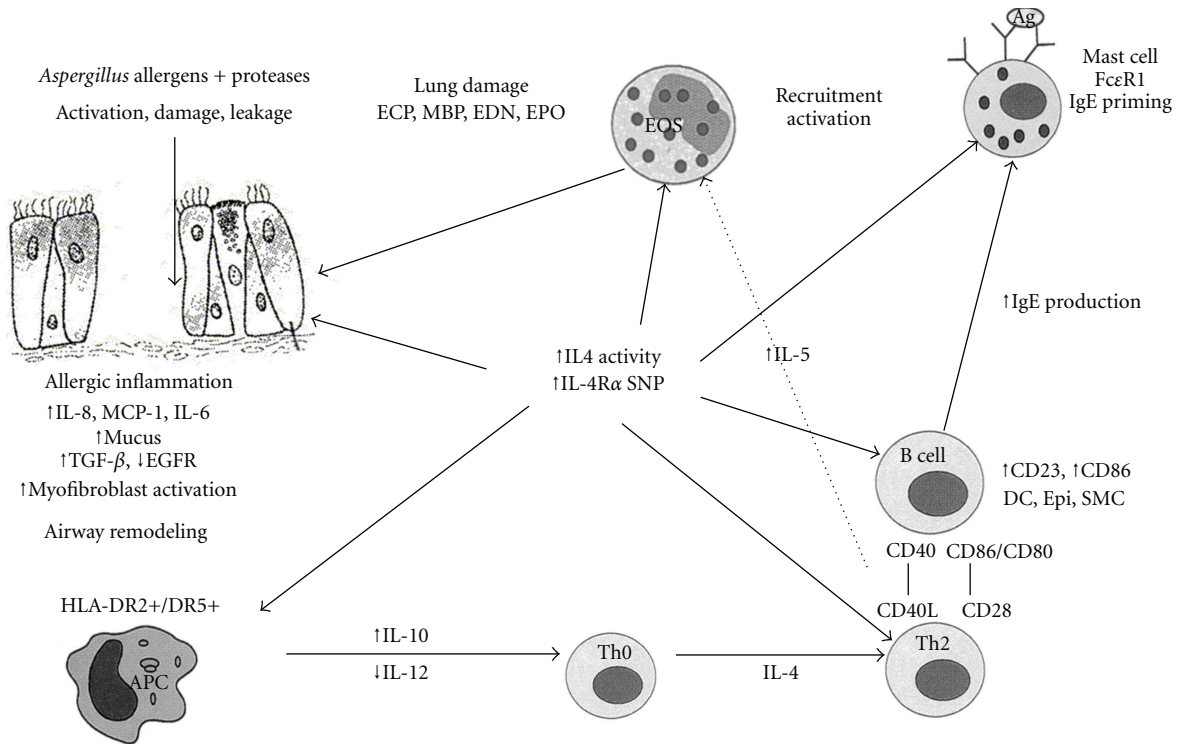 Aspergillus allergens + proteases
Activation, damage, leakage
Lung damage
ECP, MBP, EDN, EPO
EOS
Recruitment
activation
Ag
Mast cell
FcεR1
IgE priming
↑IgE production
↑IL4 activity
↑IL-4Rα SNP
↑IL-5
Allergic inflammation
↑IL-8, MCP-1, IL-6
↑Mucus
↑TGF-β, ↓EGFR
↑Myofibroblast activation
Airway remodeling
B cell
↑CD23, ↑CD86
DC, Epi, SMC
CD40 CD86/CD80
CD40L CD28
HLA-DR2+/DR5+
APC
↑IL-10
↓IL-12
Th0
IL-4
Th2